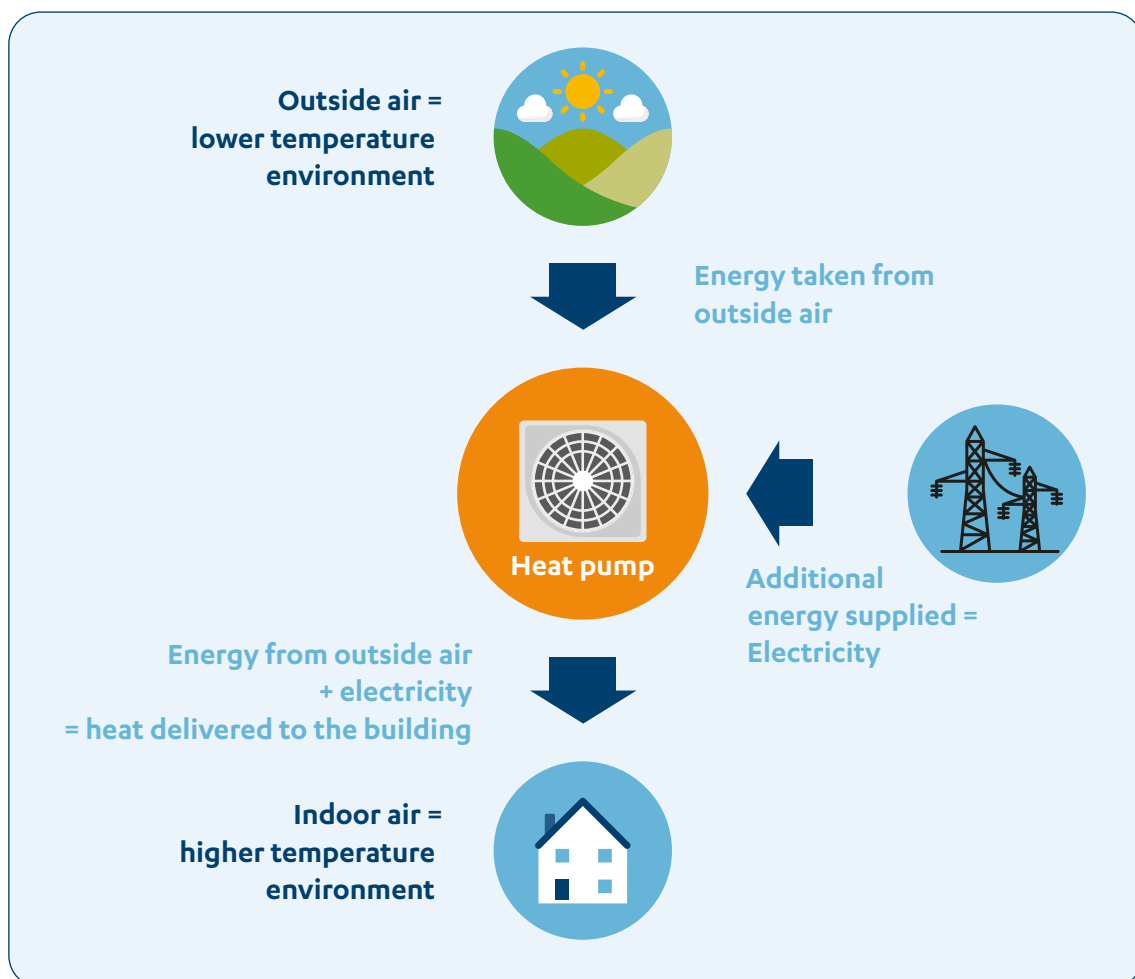 Outside air =
lower temperature
environment
Energy taken from
outside air
Heat pump
Additional
energy supplied =
Electricity
Energy from outside air
+ electricity
= heat delivered to the building
Indoor air =
higher temperature
environment